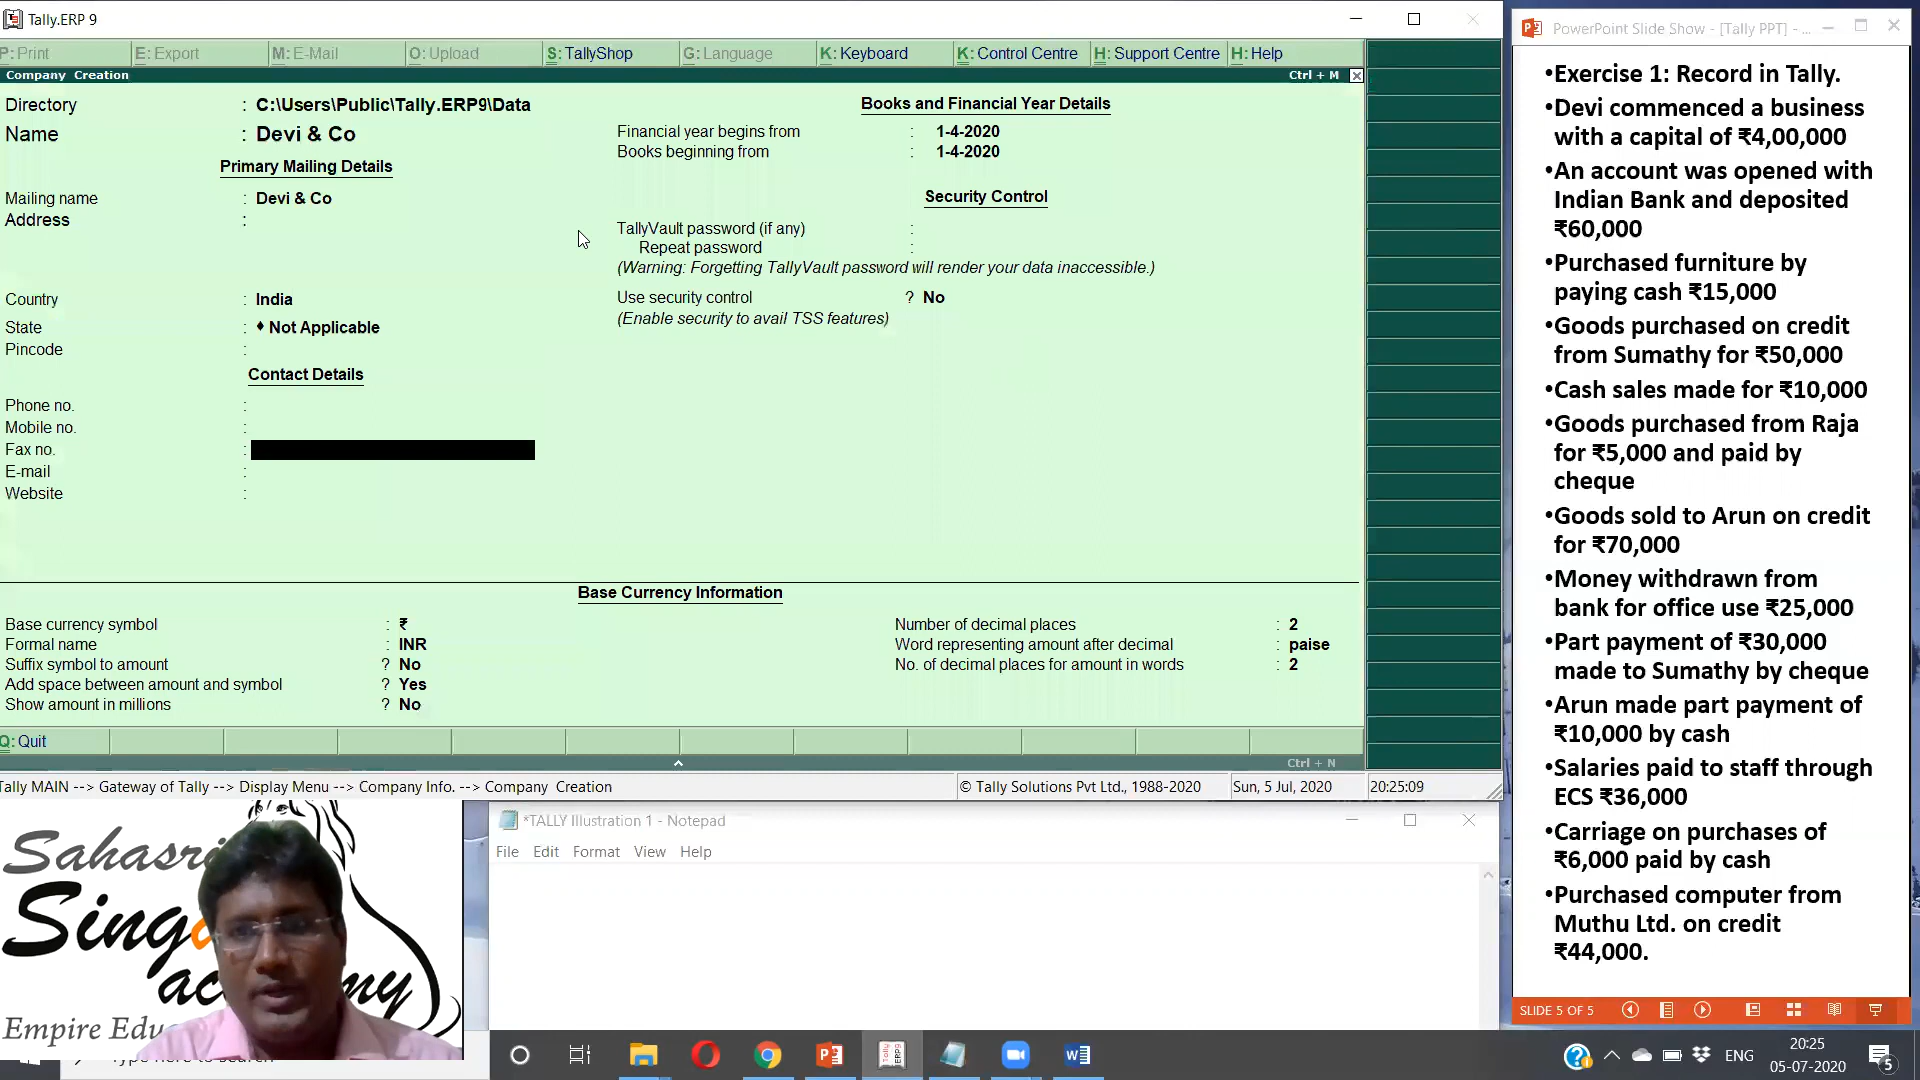 Tally.ERP 9
P: Print
E: Export
M: E-Mail
O: Upload
S: TallyShop
G: Language
K: Keyboard
K: Control Centre
H: Support Centre
H: Help
Company Creation
Ctrl + M
Directory : C:\Users\Public\Tally.ERP9\Data
Name : Devi & Co
Primary Mailing Details
Mailing name : Devi & Co
Address :
Country : India
State : ♦ Not Applicable
Pincode :
Contact Details
Phone no. :
Mobile no. :
Fax no. :
E-mail :
Website :
Books and Financial Year Details
Financial year begins from : 1-4-2020
Books beginning from : 1-4-2020
Security Control
TallyVault password (if any) :
Repeat password :
(Warning: Forgetting TallyVault password will render your data inaccessible.)
Use security control ? No
(Enable security to avail TSS features)
Base Currency Information
Base currency symbol : ₹
Formal name : INR
Suffix symbol to amount ? No
Add space between amount and symbol ? Yes
Show amount in millions ? No
Number of decimal places : 2
Word representing amount after decimal : paise
No. of decimal places for amount in words : 2
Q: Quit
Ctrl + N
Tally MAIN --> Gateway of Tally --> Display Menu --> Company Info. --> Company Creation
© Tally Solutions Pvt Ltd., 1988-2020
Sun, 5 Jul, 2020
20:25:09
PowerPoint Slide Show - [Tally PPT] - ...
•Exercise 1: Record in Tally.
•Devi commenced a business
with a capital of ₹4,00,000
•An account was opened with
Indian Bank and deposited
₹60,000
•Purchased furniture by
paying cash ₹15,000
•Goods purchased on credit
from Sumathy for ₹50,000
•Cash sales made for ₹10,000
•Goods purchased from Raja
for ₹5,000 and paid by
cheque
•Goods sold to Arun on credit
for ₹70,000
•Money withdrawn from
bank for office use ₹25,000
•Part payment of ₹30,000
made to Sumathy by cheque
•Arun made part payment of
₹10,000 by cash
•Salaries paid to staff through
ECS ₹36,000
•Carriage on purchases of
₹6,000 paid by cash
•Purchased computer from
Muthu Ltd. on credit
₹44,000.
SLIDE 5 OF 5
*TALLY Illustration 1 - Notepad
File Edit Format View Help
Type here to search
ENG
20:25
05-07-2020
5